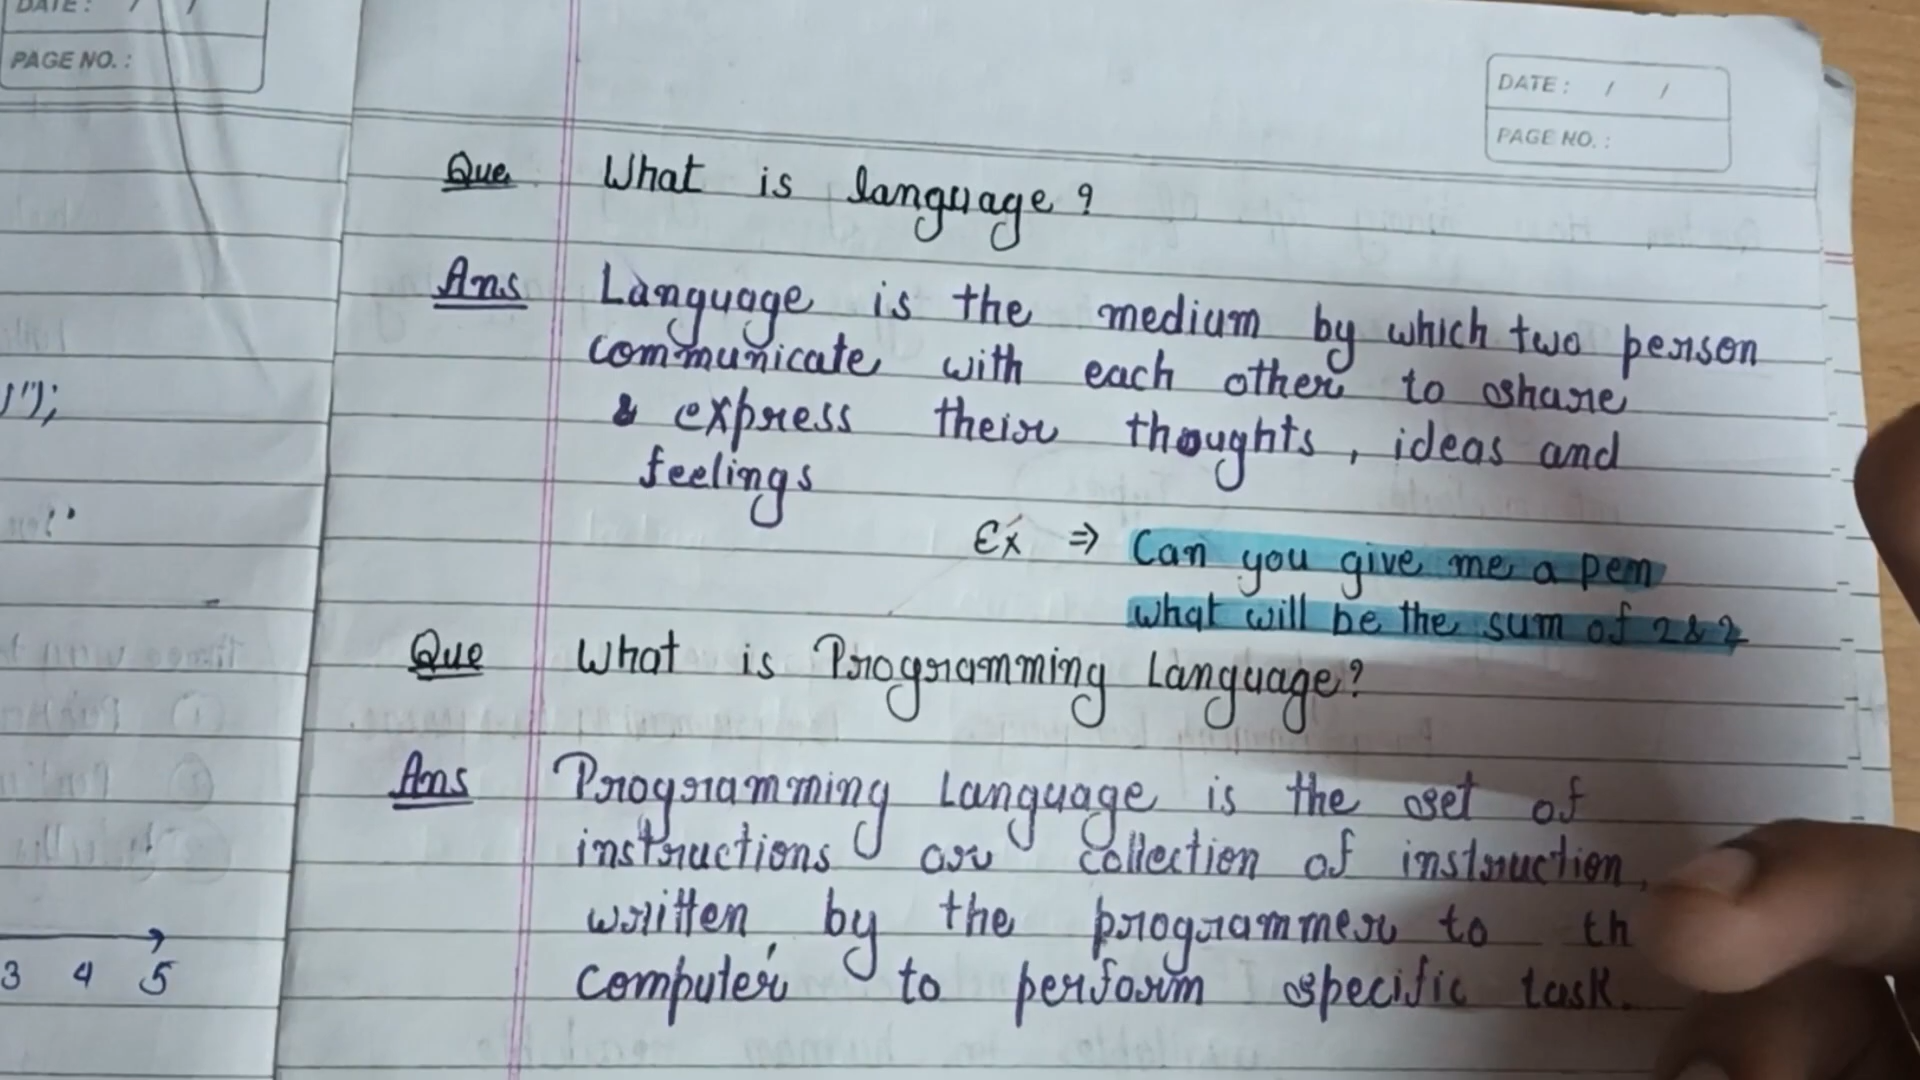 DATE: / /
PAGE NO. :
DATE : / /
PAGE NO. :
Que What is language?
Ans Language is the medium by which two person
communicate with each other to share
& express their thoughts, ideas and
feelings
Ex ⇒ Can you give me a pen
what will be the sum of 2 & 2
Que What is Programming Language?
Ans Programming Language is the set of
instructions or collection of instruction,
written by the programmer to th
computer to perform specific task.
");
3 4 5